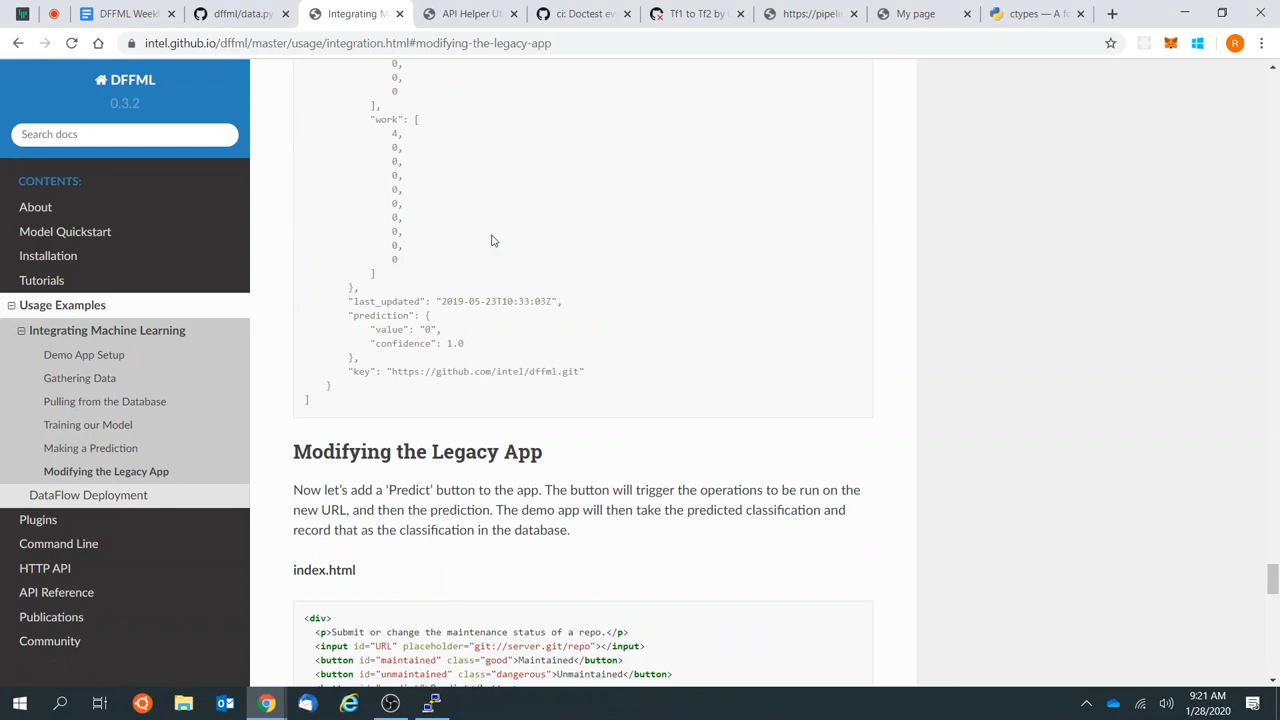 DFFML Week
dffml/data.py
Integrating M
API Helper Ut
ci: Doctest ev
Tf1 to Tf2 by
https://pipeli
My page
ctypes — A fo
intel.github.io/dffml/master/usage/integration.html#modifying-the-legacy-app
R
DFFML
0.3.2
Search docs
CONTENTS:
About
Model Quickstart
Installation
Tutorials
Usage Examples
Integrating Machine Learning
Demo App Setup
Gathering Data
Pulling from the Database
Training our Model
Making a Prediction
Modifying the Legacy App
DataFlow Deployment
Plugins
Command Line
HTTP API
API Reference
Publications
Community
0,
0,
0
],
"work": [
4,
0,
0,
0,
0,
0,
0,
0,
0,
0
]
},
"last_updated": "2019-05-23T10:33:03Z",
"prediction": {
"value": "0",
"confidence": 1.0
},
"key": "https://github.com/intel/dffml.git"
}
]
Modifying the Legacy App
Now let's add a ‘Predict’ button to the app. The button will trigger the operations to be run on the
new URL, and then the prediction. The demo app will then take the predicted classification and
record that as the classification in the database.
index.html
<div>
<p>Submit or change the maintenance status of a repo.</p>
<input id="URL" placeholder="git://server.git/repo"></input>
<button id="maintained" class="good">Maintained</button>
<button id="unmaintained" class="dangerous">Unmaintained</button>
9:21 AM
1/28/2020